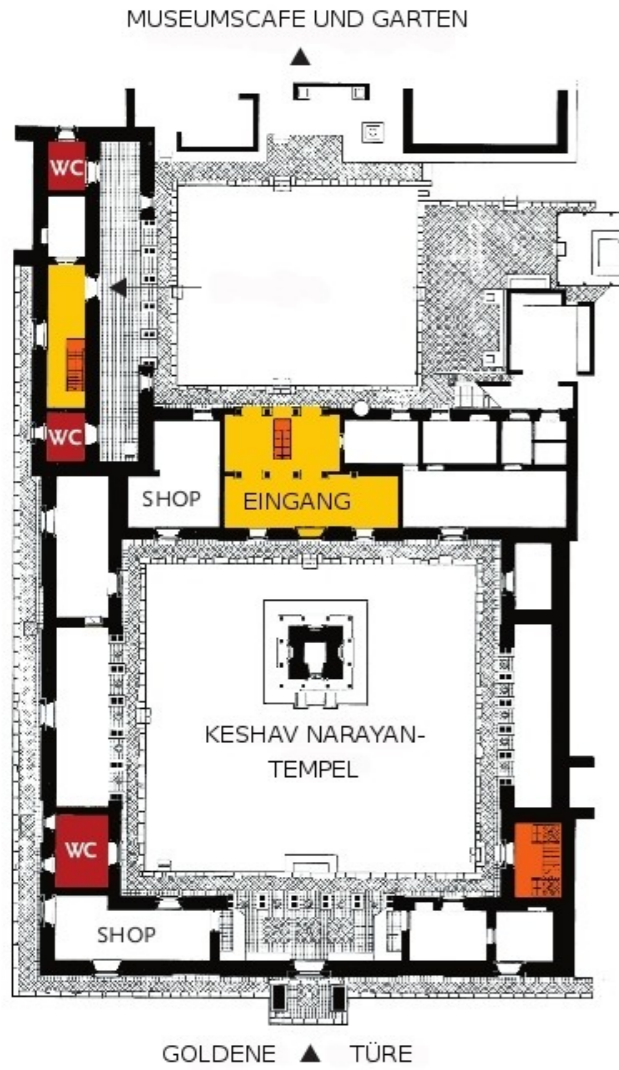 MUSEUMSCAFE UND GARTEN
WC
WC
SHOP
EINGANG
KESHAV NARAYAN-
TEMPEL
WC
SHOP
GOLDENE TÜRE